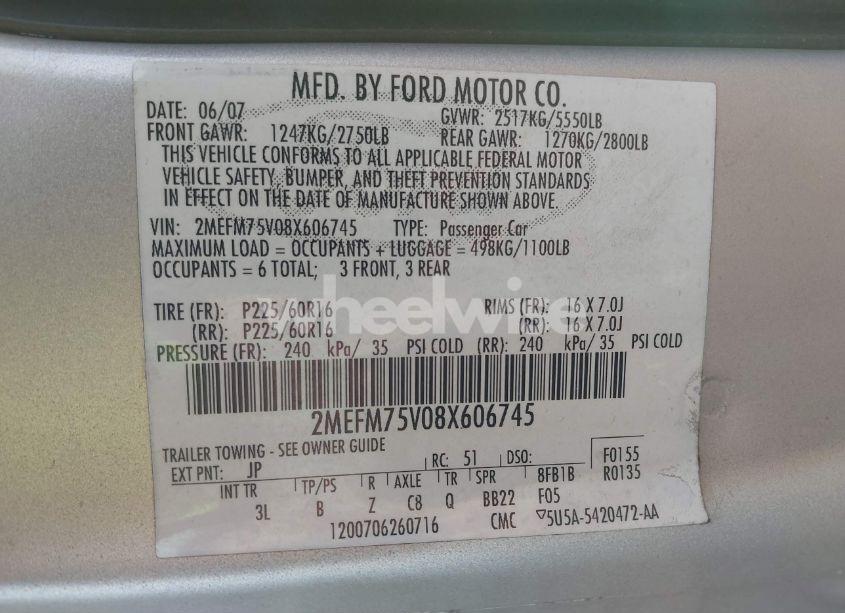 MFD. BY FORD MOTOR CO.
DATE: 06/07 GVWR: 2517KG/5550LB
FRONT GAWR: 1247KG/2750LB REAR GAWR: 1270KG/2800LB
THIS VEHICLE CONFORMS TO ALL APPLICABLE FEDERAL MOTOR
VEHICLE SAFETY, BUMPER, AND THEFT PREVENTION STANDARDS
IN EFFECT ON THE DATE OF MANUFACTURE SHOWN ABOVE.
VIN: 2MEFM75V08X606745 TYPE: Passenger Car
MAXIMUM LOAD = OCCUPANTS + LUGGAGE = 498KG/1100LB
OCCUPANTS = 6 TOTAL; 3 FRONT, 3 REAR
TIRE (FR): P225/60R16 RIMS (FR): 16 X 7.0J
(RR): P225/60R16 (RR): 16 X 7.0J
wheelwire
PRESSURE (FR): 240 kPa/ 35 PSI COLD (RR): 240 kPa/ 35 PSI COLD
2MEFM75V08X606745
TRAILER TOWING - SEE OWNER GUIDE
EXT PNT: JP RC: 51 DSO: F0155
R0135
INT TR TP/PS R AXLE TR SPR 8FB1B
3L B Z C8 Q BB22 F05
1200706260716 CMC ▽5U5A-5420472-AA